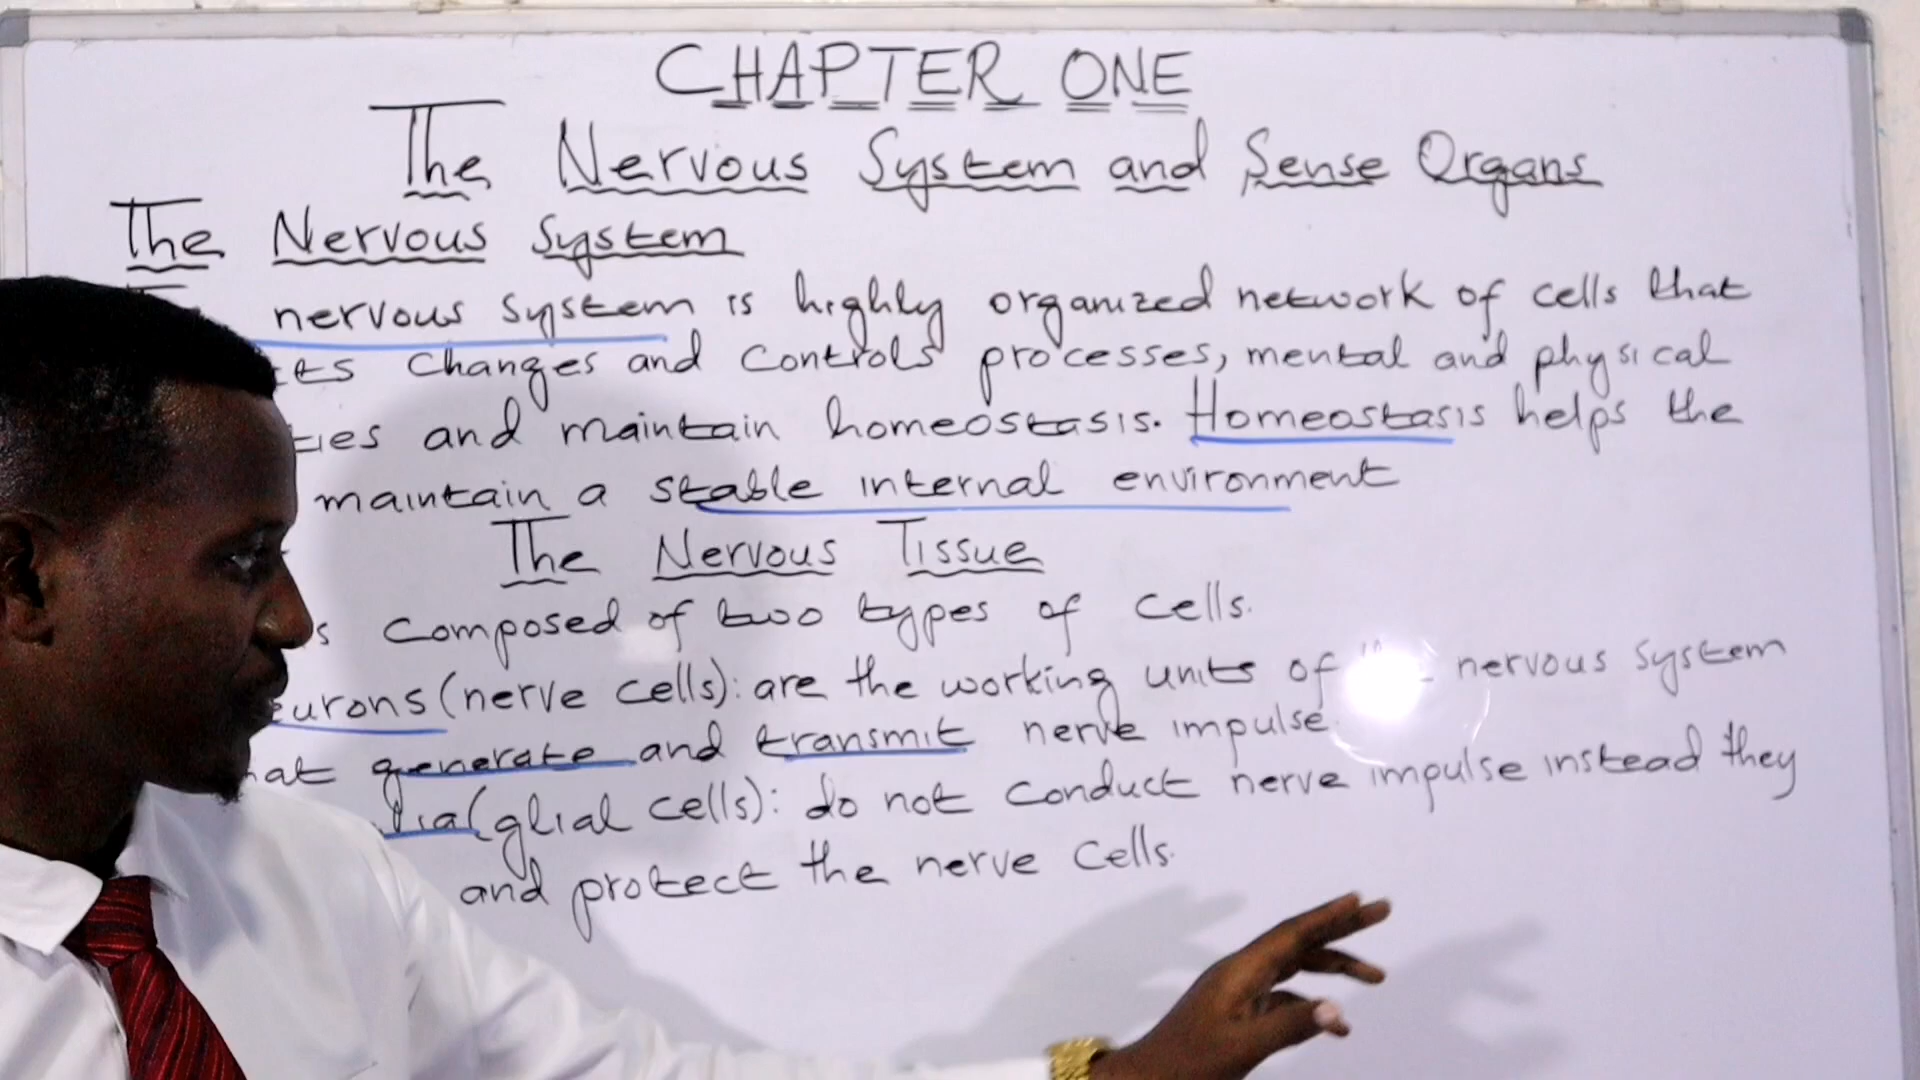 CHAPTER ONE
The Nervous System and Sense Organs
The Nervous System
nervous system is highly organized network of cells that
changes and controls processes, mental and physical
and maintain homeostasis. Homeostasis helps the
maintain a stable internal environment
The Nervous Tissue
composed of two types of cells.
(nerve cells): are the working units of nervous system
generate and transmit nerve impulse.
(glial cells): do not conduct nerve impulse instead they
and protect the nerve cells.